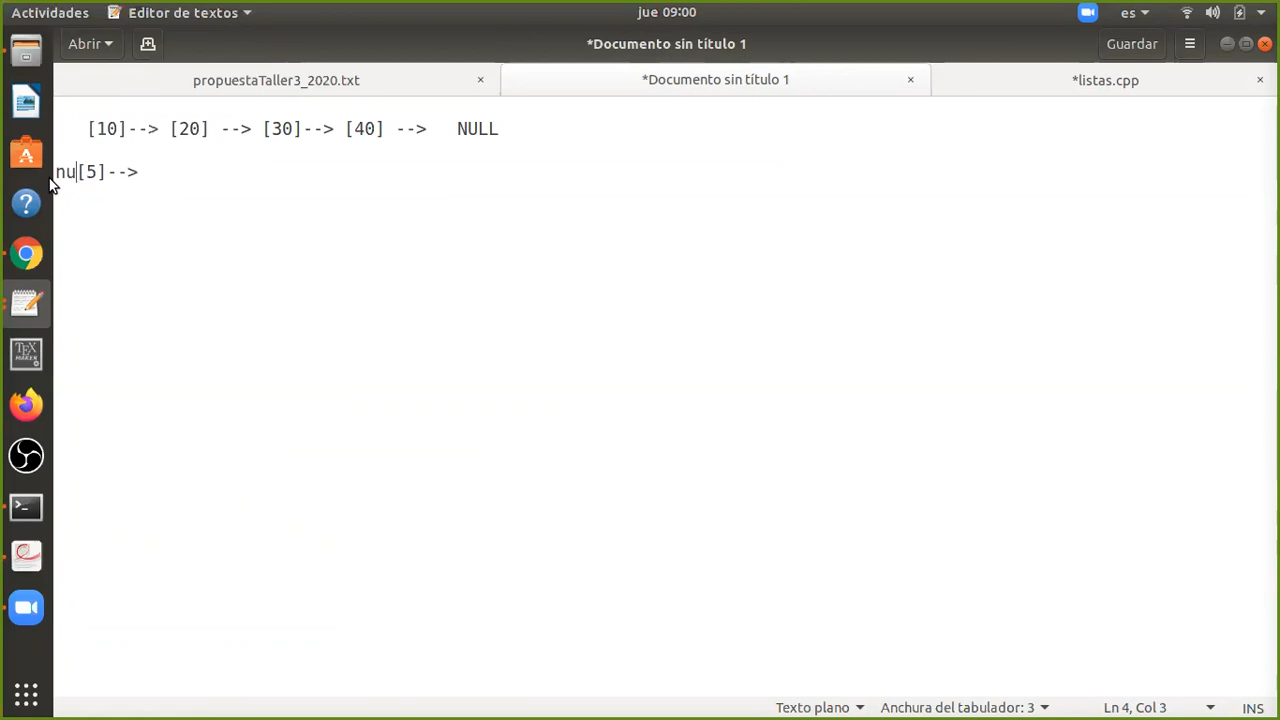 Actividades Editor de textos jue 09:00 es
Abrir *Documento sin título 1 Guardar
propuestaTaller3_2020.txt × *Documento sin título 1 × *listas.cpp ×
[10]--> [20] --> [30]--> [40] --> NULL
nu[5]-->
TEX
MAKER
Texto plano Anchura del tabulador: 3 Ln 4, Col 3 INS